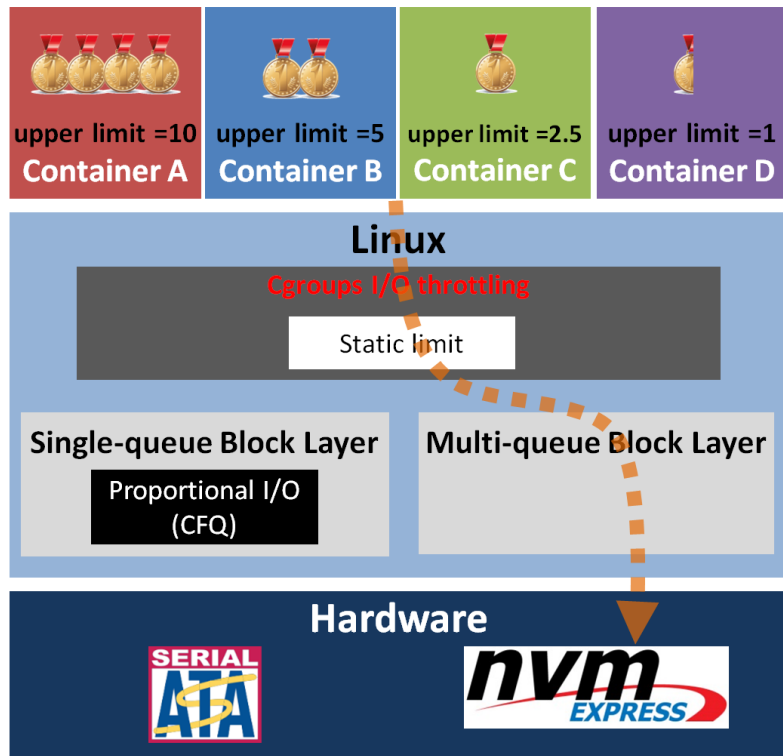 upper limit =10
Container A
upper limit =5
Container B
upper limit =2.5
Container C
upper limit =1
Container D
Linux
Cgroups I/O throttling
Static limit
Single-queue Block Layer
Proportional I/O
(CFQ)
Multi-queue Block Layer
Hardware
SERIAL
ATA
nvm
EXPRESS